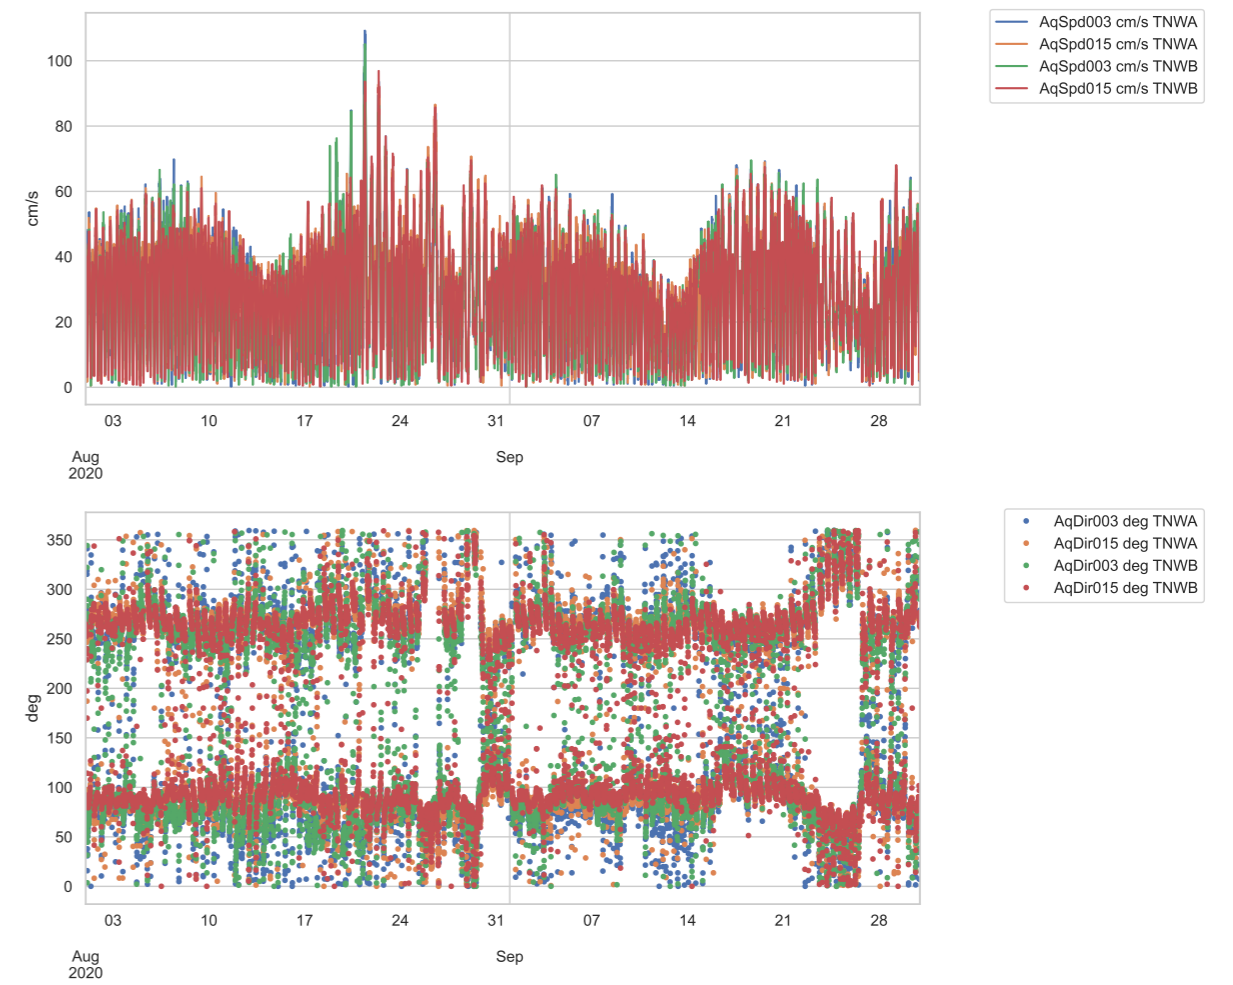 AqSpd003 cm/s TNWA
AqSpd015 cm/s TNWA
AqSpd003 cm/s TNWB
AqSpd015 cm/s TNWB
100
80
60
40
20
0
cm/s
03 10 17 24 31 07 14 21 28
Aug Sep
2020
AqDir003 deg TNWA
AqDir015 deg TNWA
AqDir003 deg TNWB
AqDir015 deg TNWB
350
300
250
200
150
100
50
0
deg
03 10 17 24 31 07 14 21 28
Aug Sep
2020